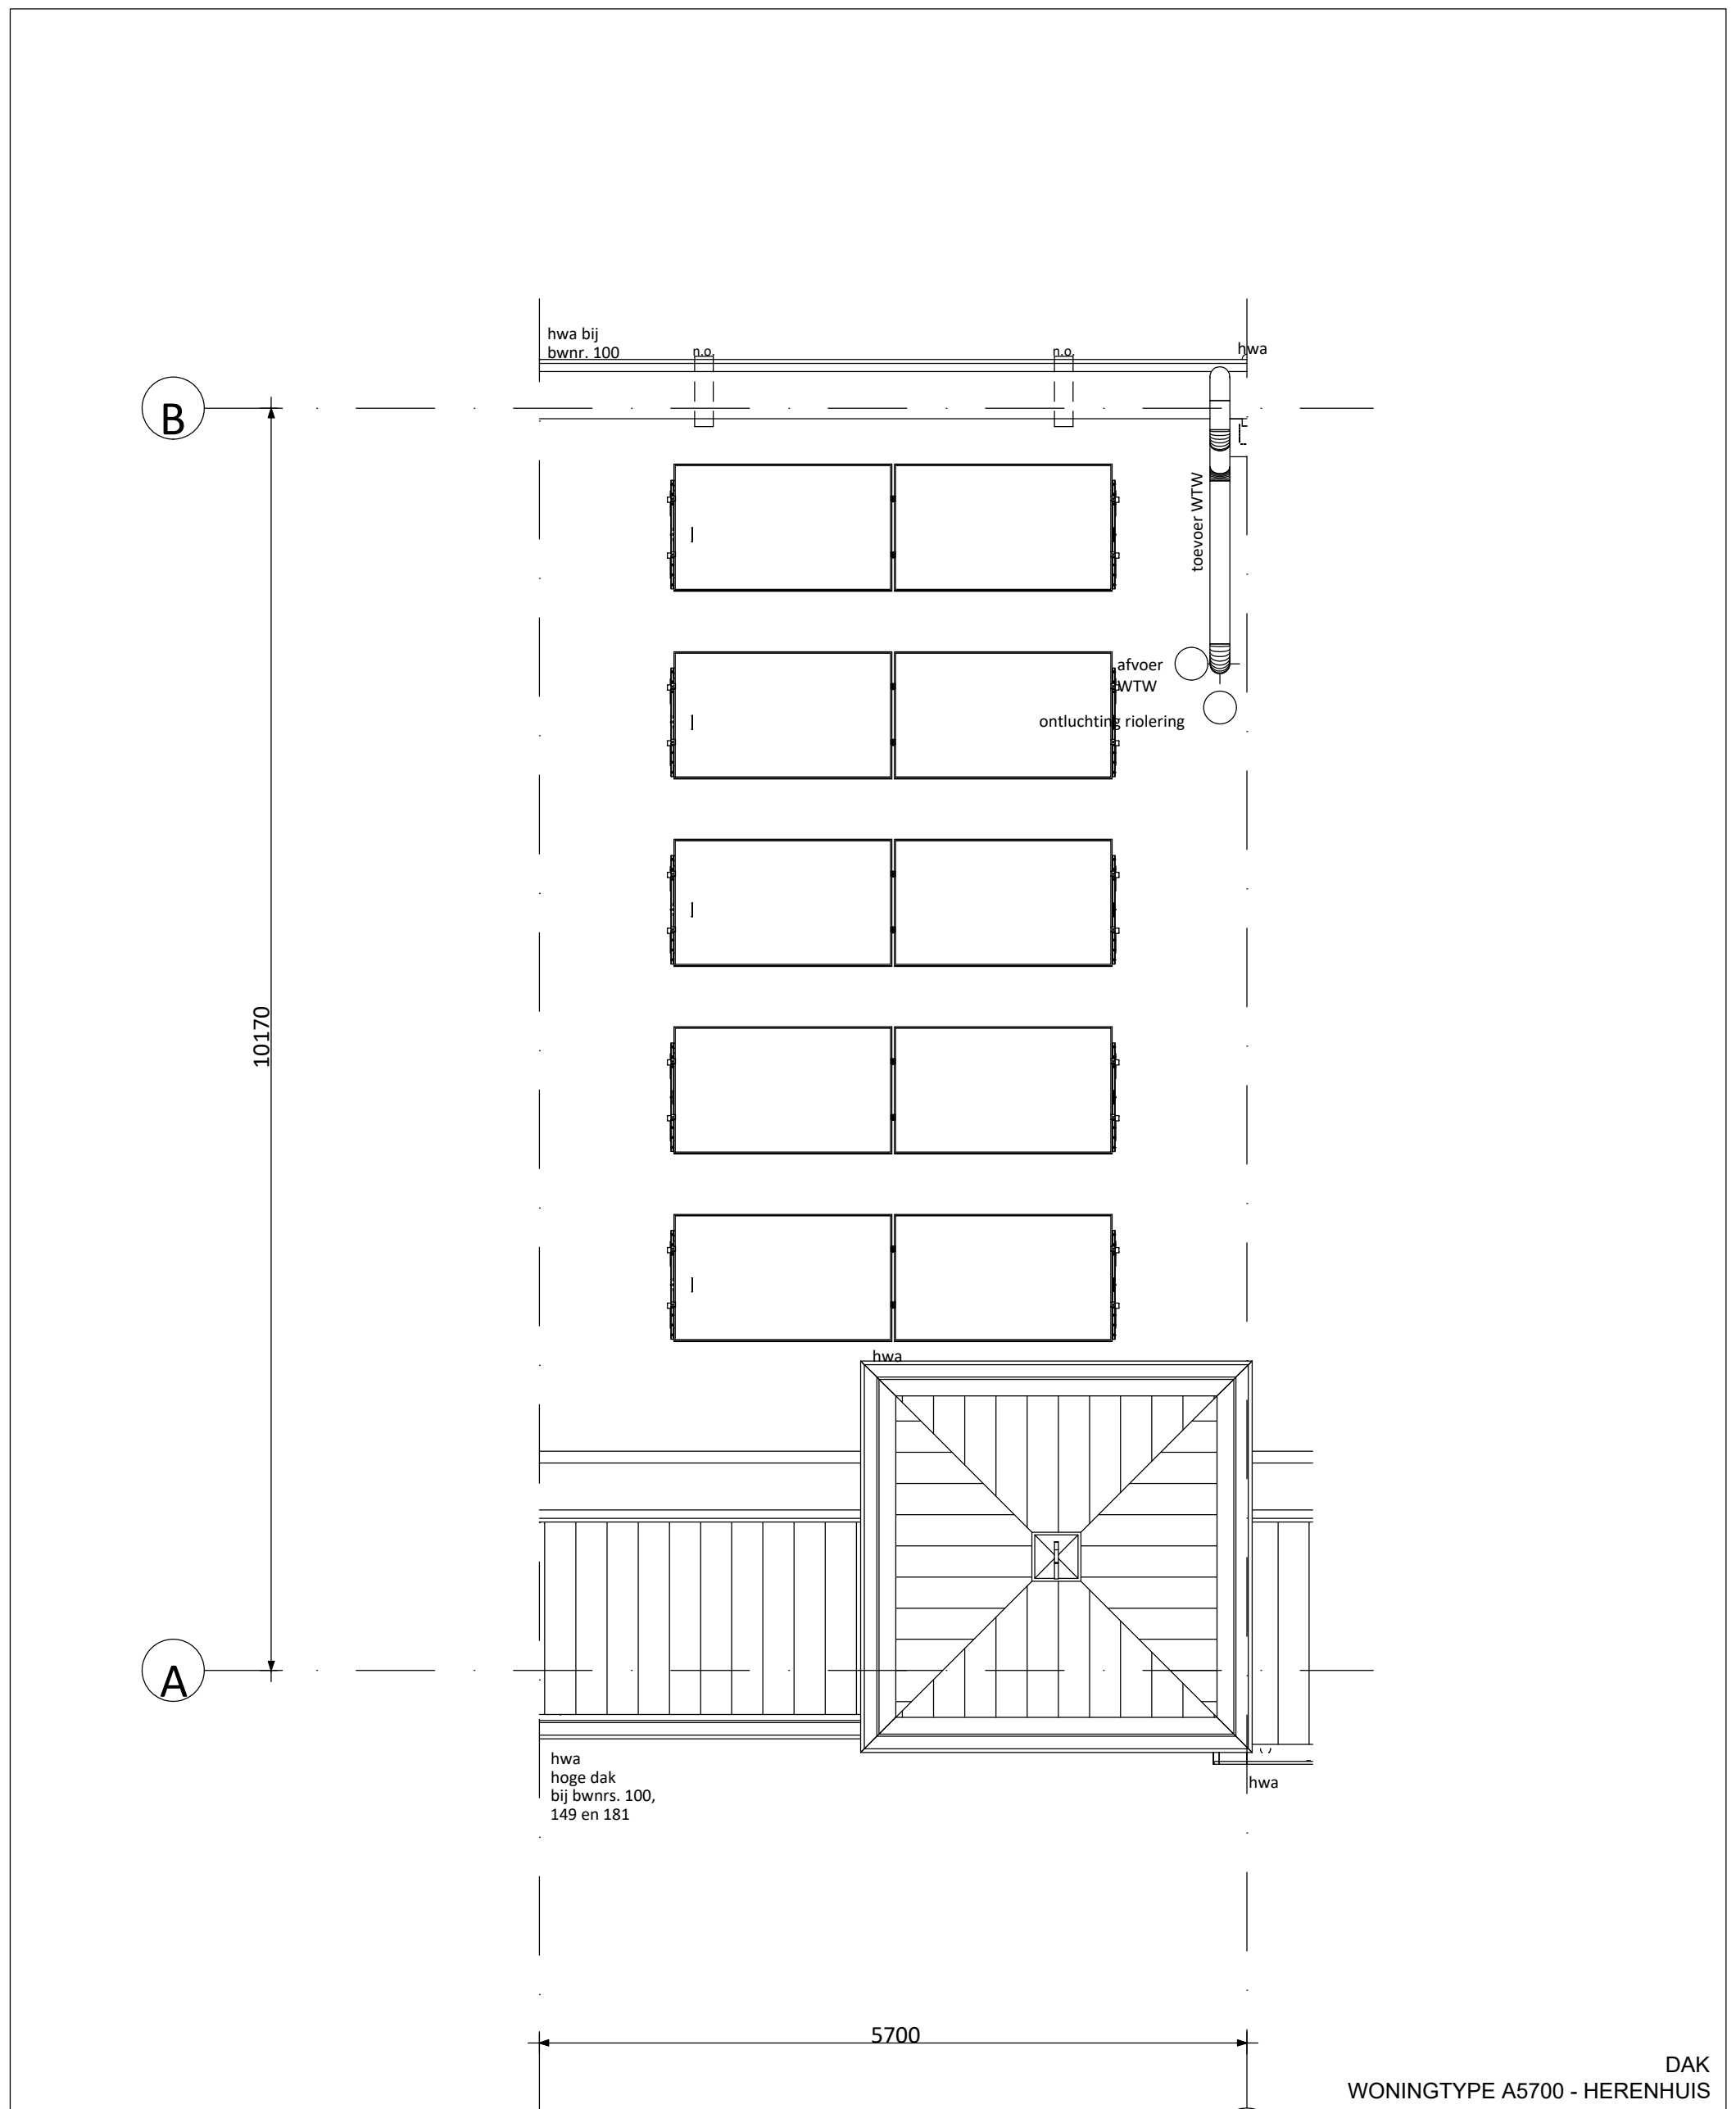 hwa bij
bwnr. 100
n.o.
n.o.
hwa
B
toevoer WTW
afvoer
WTW
ontluchting riolering
10170
hwa
A
hwa
hoge dak
bij bwnrs. 100,
149 en 181
hwa
5700
DAK
WONINGTYPE A5700 - HERENHUIS